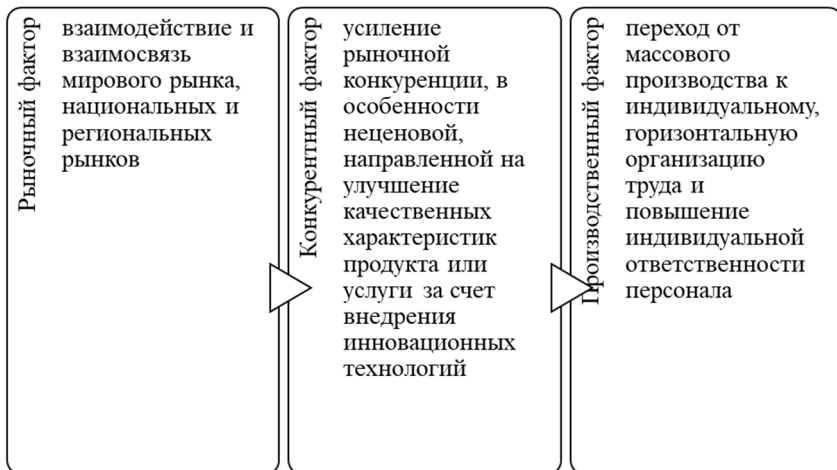 Рыночный фактор
взаимодействие и
взаимосвязь
мирового рынка,
национальных и
региональных
рынков
Конкурентный фактор
усиление
рыночной
конкуренции, в
особенности
неценовой,
направленной на
улучшение
качественных
характеристик
продукта или
услуги за счет
внедрения
инновационных
технологий
Производственный фактор
переход от
массового
производства к
индивидуальному,
горизонтальную
организацию
труда и
повышение
индивидуальной
ответственности
персонала